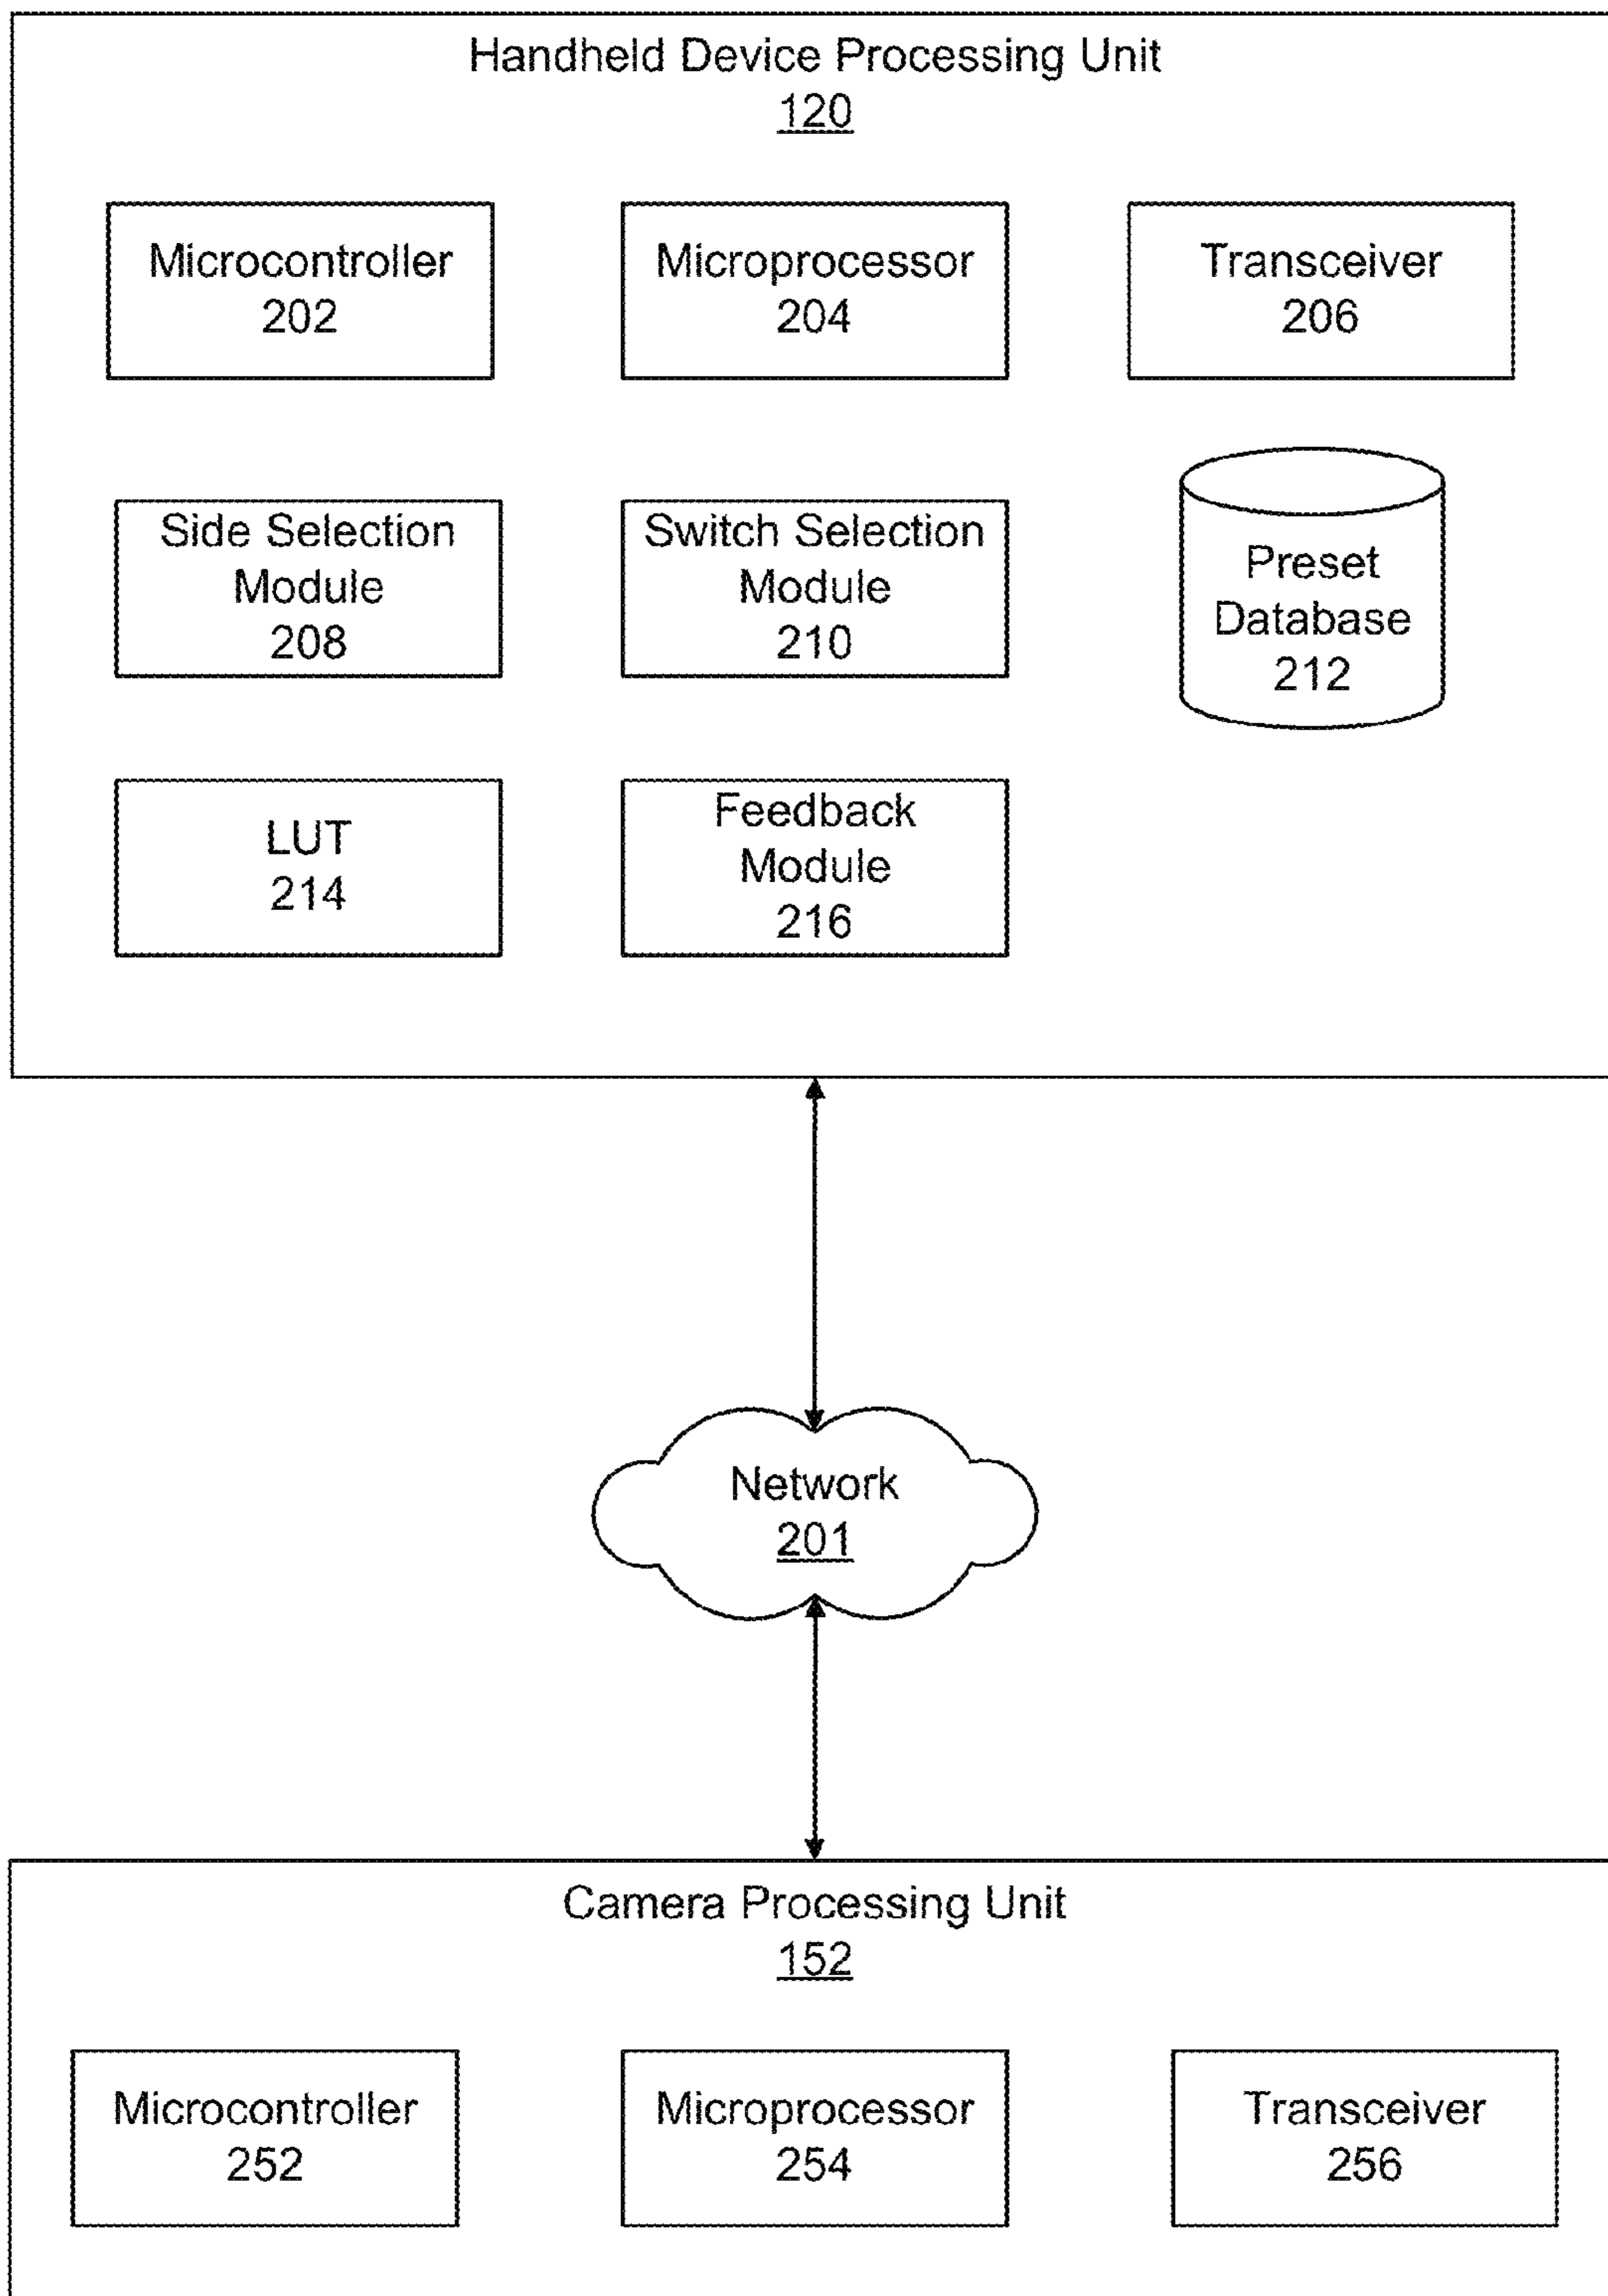 Handheld Device Processing Unit
120
Microcontroller
202
Microprocessor
204
Transceiver
206
Side Selection
Module
208
Switch Selection
Module
210
Preset
Database
212
LUT
214
Feedback
Module
216
Network
201
Camera Processing Unit
152
Microcontroller
252
Microprocessor
254
Transceiver
256